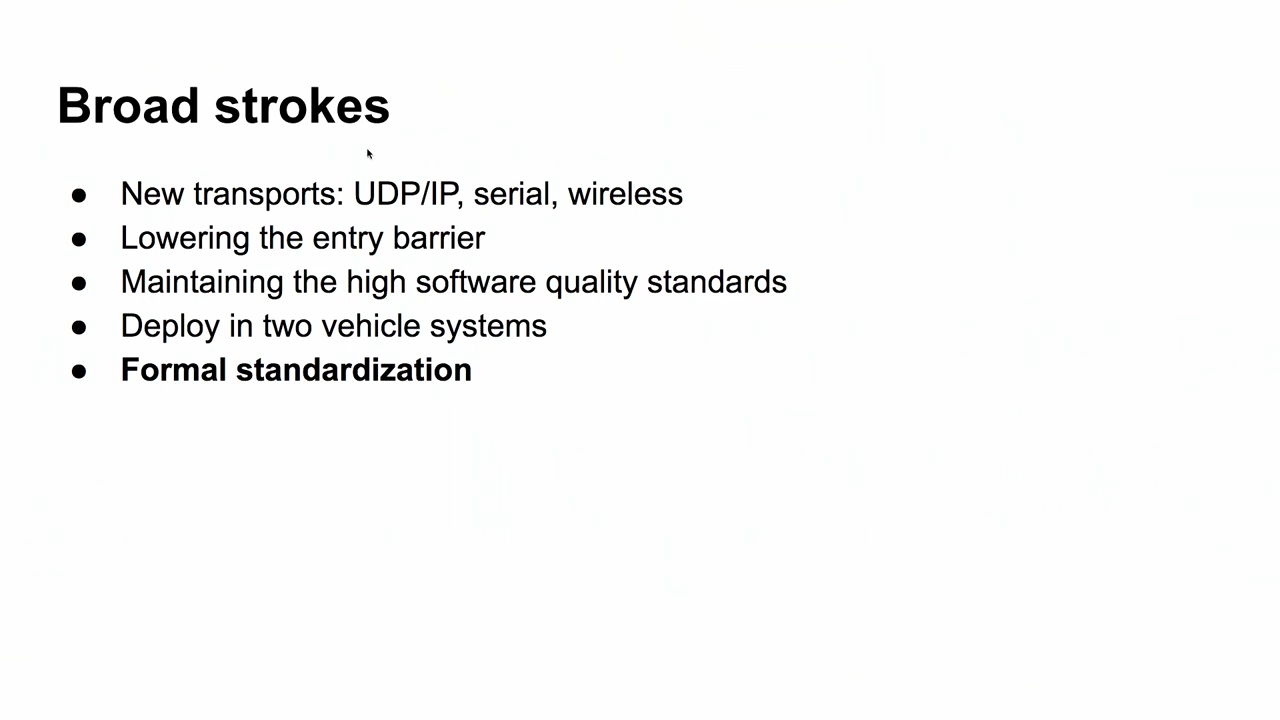 Broad strokes
● New transports: UDP/IP, serial, wireless
● Lowering the entry barrier
● Maintaining the high software quality standards
● Deploy in two vehicle systems
● Formal standardization